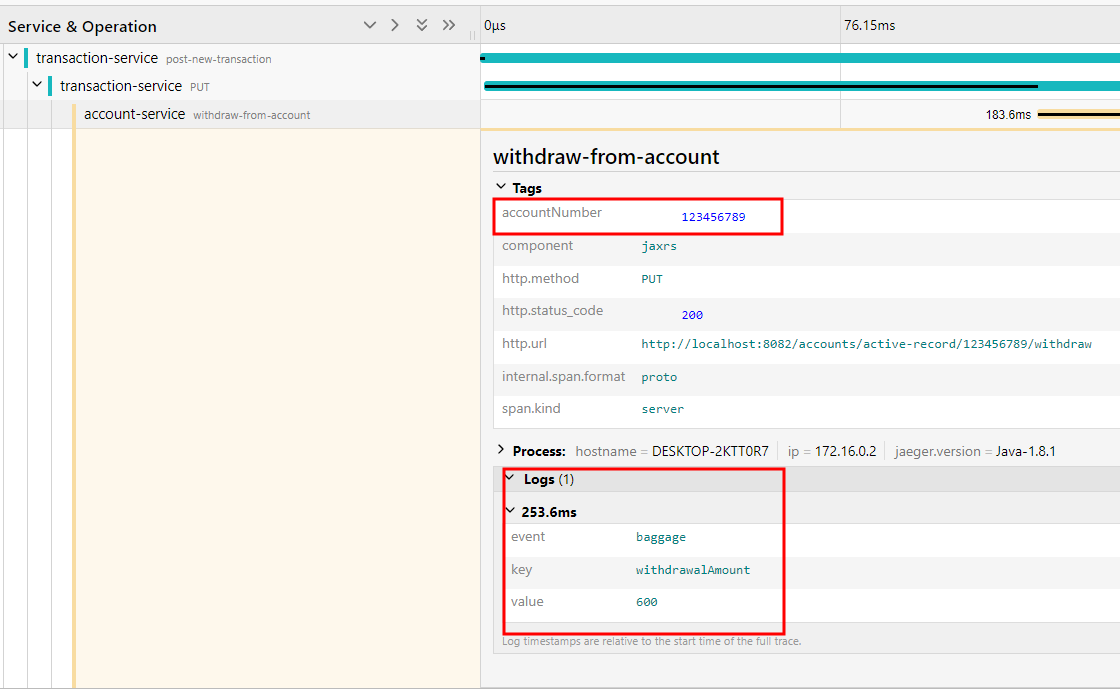 Service & Operation 0μs 76.15ms
transaction-service post-new-transaction
transaction-service PUT
account-service withdraw-from-account 183.6ms
withdraw-from-account
Tags
accountNumber 123456789
component jaxrs
http.method PUT
http.status_code 200
http.url http://localhost:8082/accounts/active-record/123456789/withdraw
internal.span.format proto
span.kind server
Process: hostname = DESKTOP-2KTT0R7 ip = 172.16.0.2 jaeger.version = Java-1.8.1
Logs (1)
253.6ms
event baggage
key withdrawalAmount
value 600
Log timestamps are relative to the start time of the full trace.